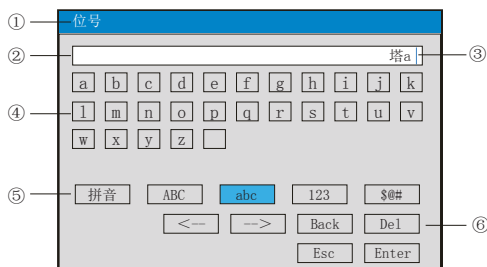 ① 位号
② 塔a ③
a b c d e f g h i j k
④ l m n o p q r s t u v
w x y z
⑤ 拼音 ABC abc 123 $@#
<-- --> Back Del ⑥
Esc Enter